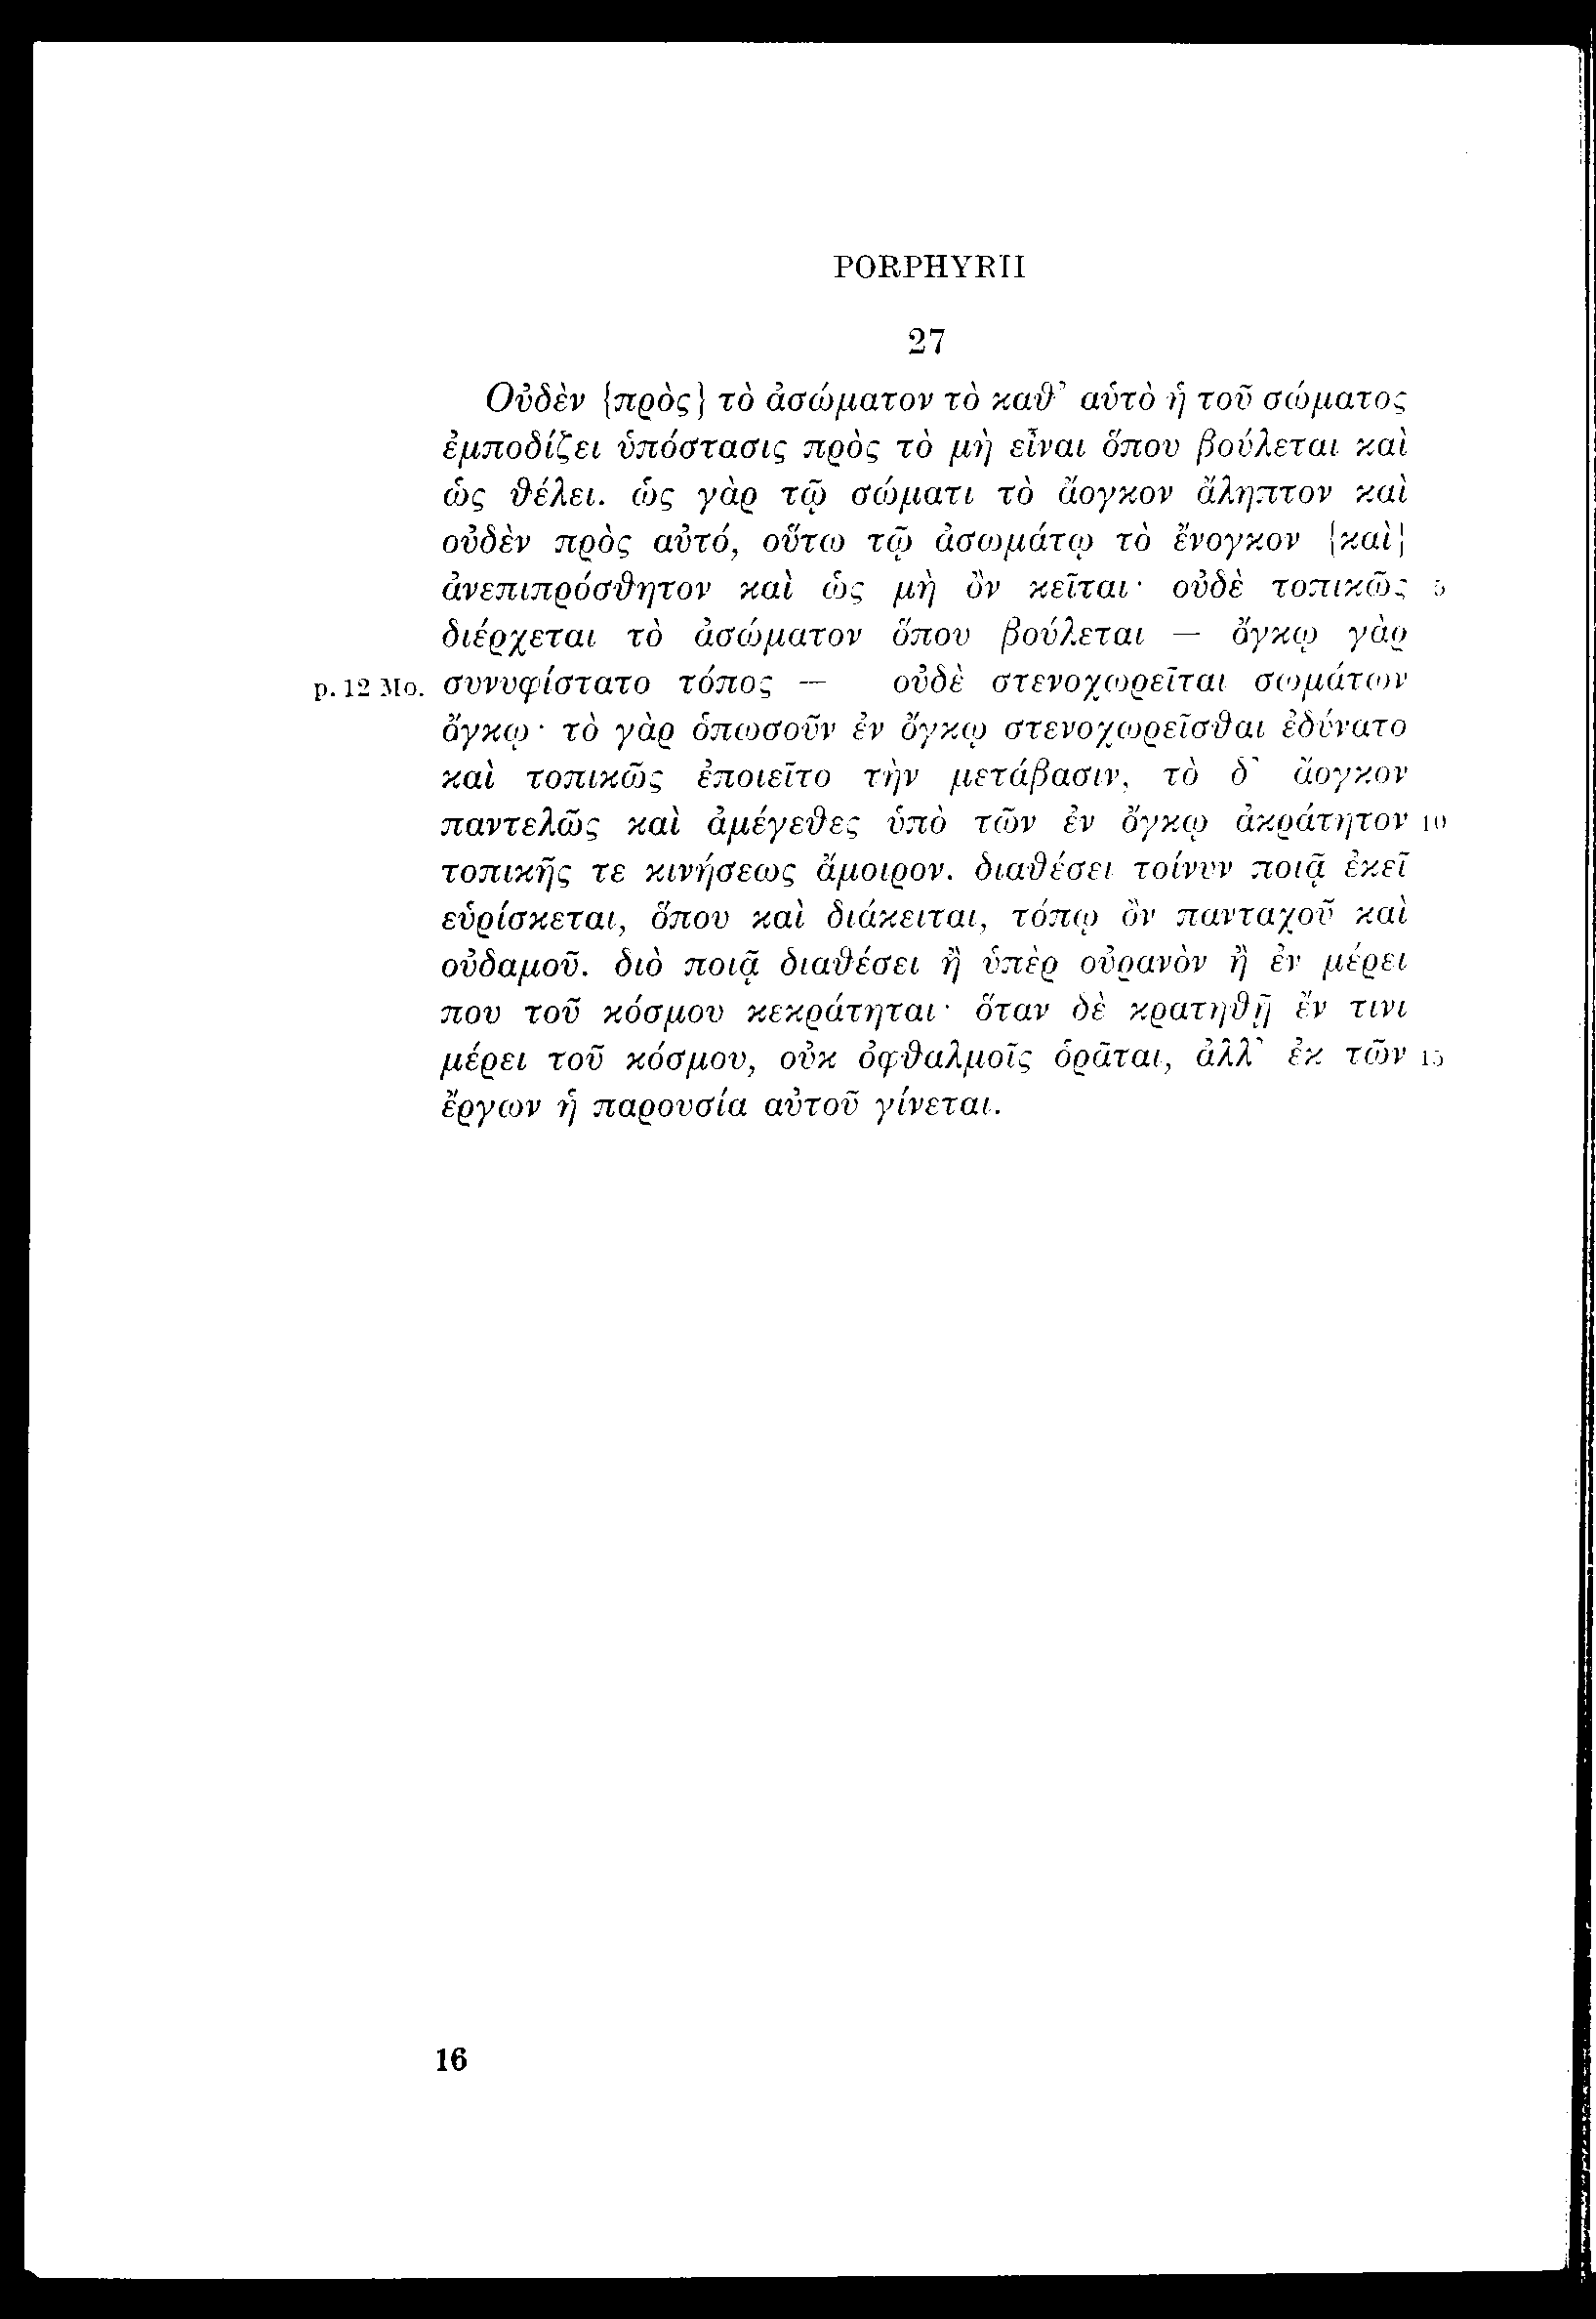 PORPHYRII
27
Οὐδὲν {πρὸς} τὸ ἀσώματον τὸ καθ’ αὑτὸ ἡ τοῦ σώματος
ἐμποδίζει ὑπόστασις πρὸς τὸ μὴ εἶναι ὅπου βούλεται καὶ
ὡς θέλει. ὡς γὰρ τῷ σώματι τὸ ἄογκον ἄληπτον καὶ
οὐδὲν πρὸς αὐτό, οὕτω τῷ ἀσωμάτῳ τὸ ἔνογκον {καὶ}
ἀνεπιπρόσθητον καὶ ὡς μὴ ὂν κεῖται· οὐδὲ τοπικῶς 5
διέρχεται τὸ ἀσώματον ὅπου βούλεται — ὄγκῳ γὰρ
p. 12 Mo. συνυφίστατο τόπος — οὐδὲ στενοχωρεῖται σωμάτων
ὄγκῳ· τὸ γὰρ ὁπωσοῦν ἐν ὄγκῳ στενοχωρεῖσθαι ἐδύνατο
καὶ τοπικῶς ἐποιεῖτο τὴν μετάβασιν, τὸ δ’ ἄογκον
παντελῶς καὶ ἀμέγεθες ὑπὸ τῶν ἐν ὄγκῳ ἀκράτητον 10
τοπικῆς τε κινήσεως ἄμοιρον. διαθέσει τοίνυν ποιᾷ ἐκεῖ
εὑρίσκεται, ὅπου καὶ διάκειται, τόπῳ ὂν πανταχοῦ καὶ
οὐδαμοῦ. διὸ ποιᾷ διαθέσει ἢ ὑπὲρ οὐρανὸν ἢ ἐν μέρει
που τοῦ κόσμου κεκράτηται· ὅταν δὲ κρατηθῇ ἔν τινι
μέρει τοῦ κόσμου, οὐκ ὀφθαλμοῖς ὁρᾶται, ἀλλ’ ἐκ τῶν 15
ἔργων ἡ παρουσία αὐτοῦ γίνεται.
16